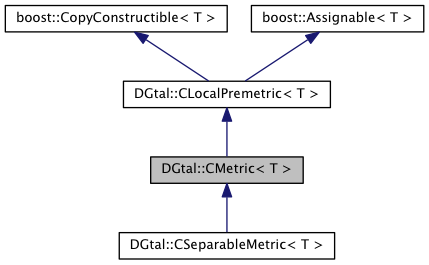 boost::CopyConstructible< T >
boost::Assignable< T >
DGtal::CLocalPremetric< T >
DGtal::CMetric< T >
DGtal::CSeparableMetric< T >